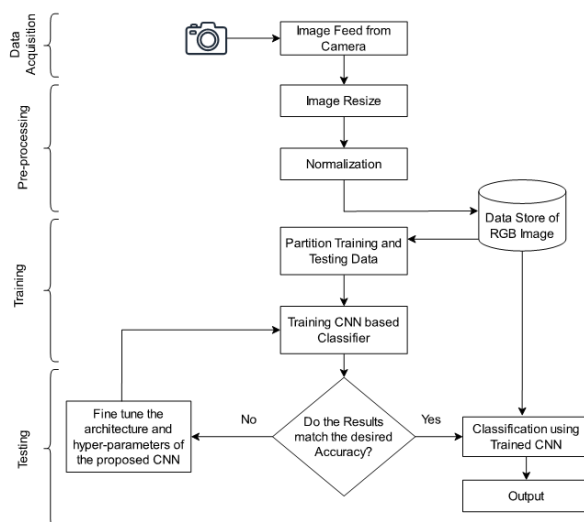 Data
Acquisition
Image Feed from
Camera
Pre-processing
Image Resize
Normalization
Data Store of
RGB Image
Training
Partition Training and
Testing Data
Training CNN based
Classifier
Testing
Fine tune the
architecture and
hyper-parameters of
the proposed CNN
No
Do the Results
match the desired
Accuracy?
Yes
Classification using
Trained CNN
Output